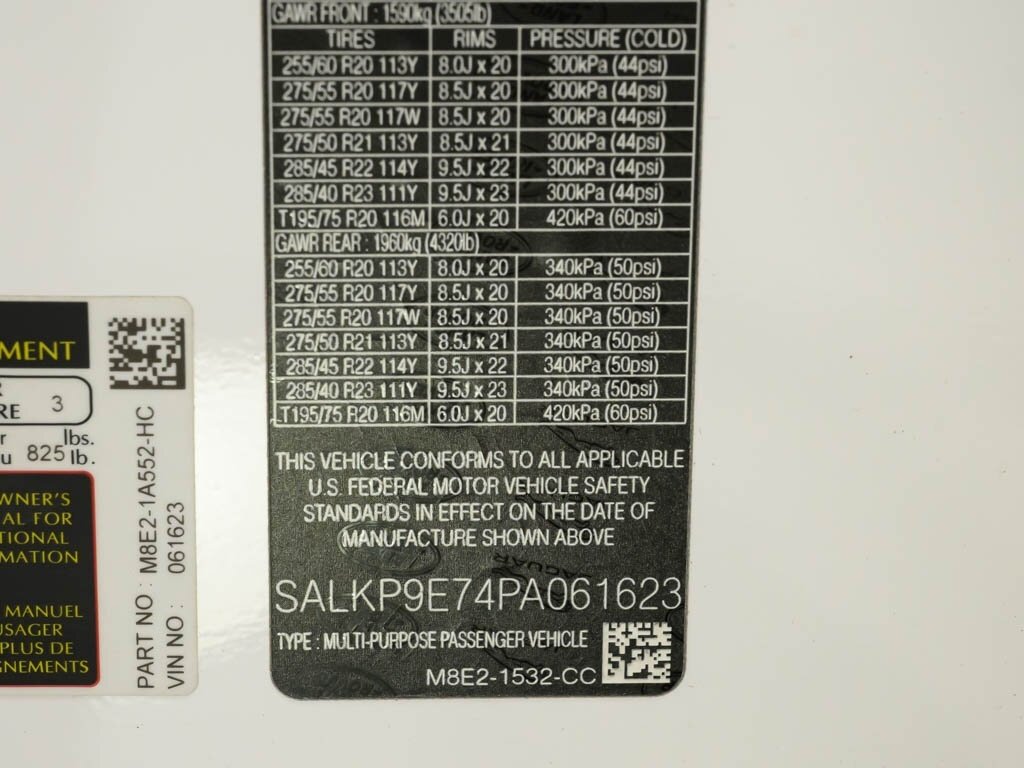 GAWR FRONT : 1590kg (3505lb)
TIRES RIMS PRESSURE (COLD)
255/60 R20 113Y 8.0J x 20 300kPa (44psi)
275/55 R20 117Y 8.5J x 20 300kPa (44psi)
275/55 R20 117W 8.5J x 20 300kPa (44psi)
275/50 R21 113Y 8.5J x 21 300kPa (44psi)
285/45 R22 114Y 9.5J x 22 300kPa (44psi)
285/40 R23 111Y 9.5J x 23 300kPa (44psi)
T195/75 R20 116M 6.0J x 20 420kPa (60psi)
GAWR REAR : 1960kg (4320lb)
255/60 R20 113Y 8.0J x 20 340kPa (50psi)
275/55 R20 117Y 8.5J x 20 340kPa (50psi)
275/55 R20 117W 8.5J x 20 340kPa (50psi)
275/50 R21 113Y 8.5J x 21 340kPa (50psi)
285/45 R22 114Y 9.5J x 22 340kPa (50psi)
285/40 R23 111Y 9.5J x 23 340kPa (50psi)
T195/75 R20 116M 6.0J x 20 420kPa (60psi)
THIS VEHICLE CONFORMS TO ALL APPLICABLE
U.S. FEDERAL MOTOR VEHICLE SAFETY
STANDARDS IN EFFECT ON THE DATE OF
MANUFACTURE SHOWN ABOVE
SALKP9E74PA061623
TYPE : MULTI-PURPOSE PASSENGER VEHICLE
M8E2-1532-CC
MENT
R
RE 3
r lbs.
u 825 lb.
WNER'S
AL FOR
TIONAL
MATION
MANUEL
USAGER
PLUS DE
GNEMENTS
PART NO : M8E2-1A552-HC
VIN NO : 061623